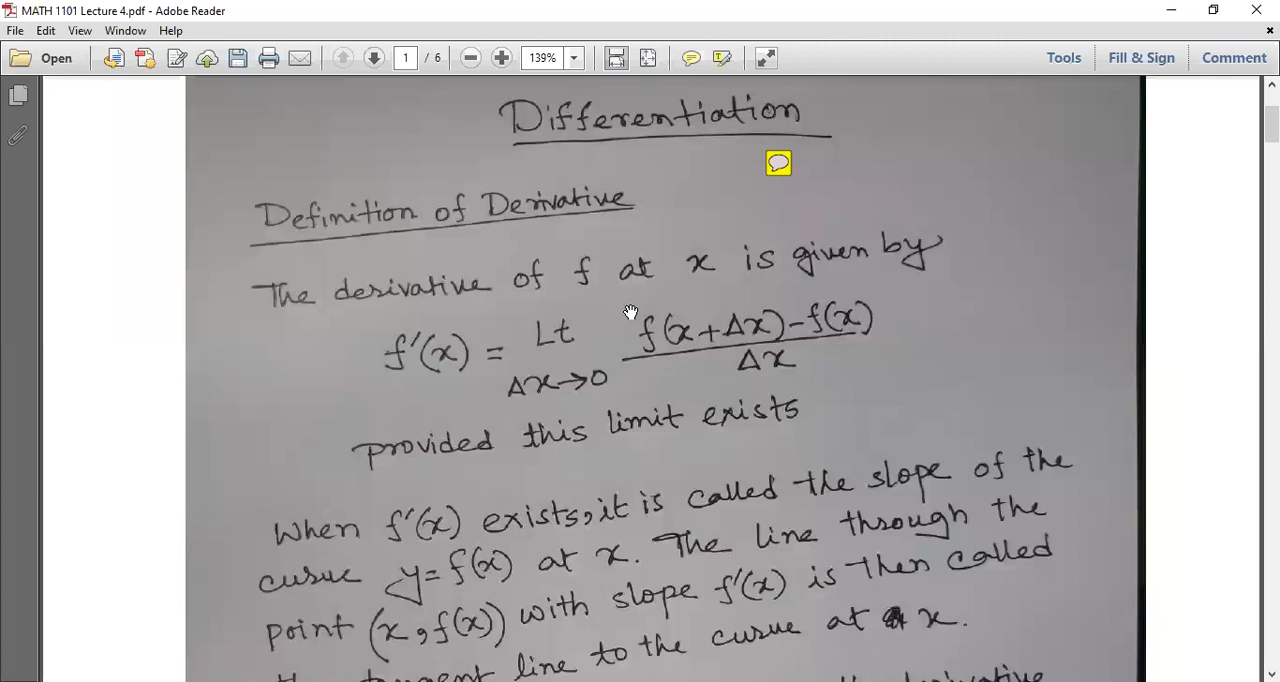 MATH 1101 Lecture 4.pdf - Adobe Reader
File Edit View Window Help
Open 1 / 6 139% Tools Fill & Sign Comment
Differentiation
Definition of Derivative
The derivative of f at x is given by
f'(x) = Lt f(x+Δx)-f(x)
Δx→0 Δx
provided this limit exists
When f'(x) exists, it is called the slope of the
curve y=f(x) at x. The line through the
point (x, f(x)) with slope f'(x) is then called
the tangent line to the curve at x.
the derivative